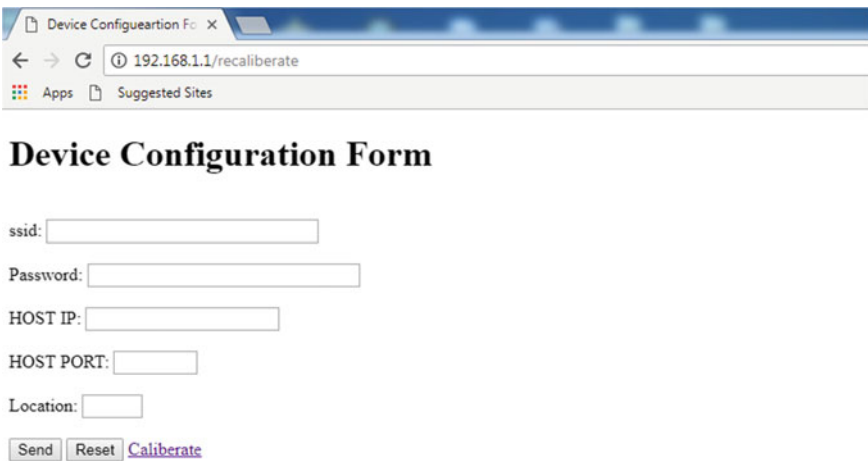 Device Configueartion Fo
192.168.1.1/recaliberate
Apps Suggested Sites
Device Configuration Form
ssid:
Password:
HOST IP:
HOST PORT:
Location:
Send Reset Caliberate